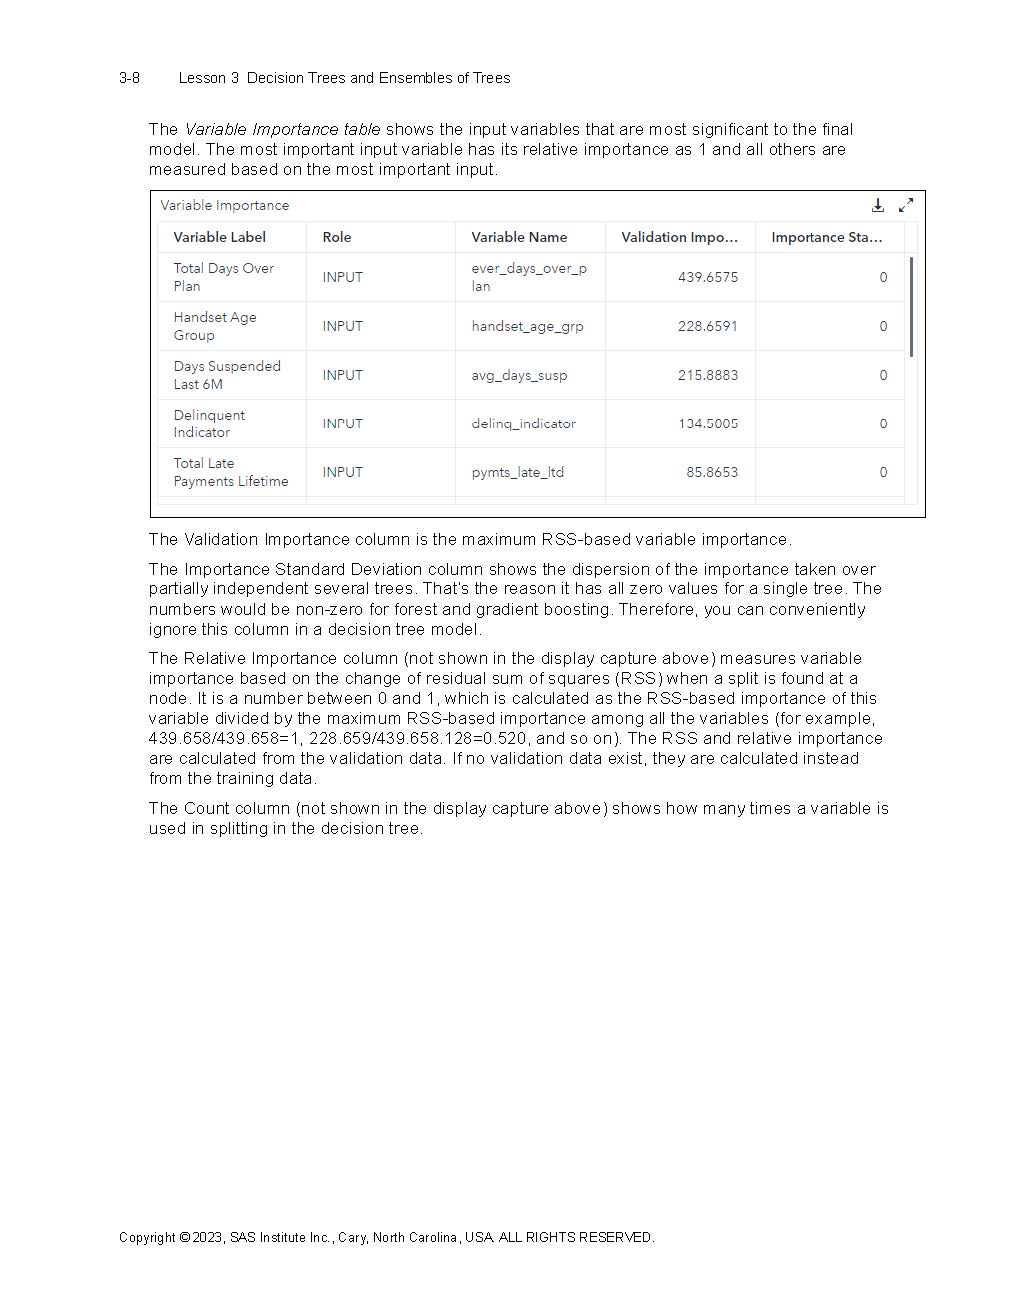 3-8 Lesson 3 Decision Trees and Ensembles of Trees
The Variable Importance table shows the input variables that are most significant to the final
model. The most important input variable has its relative importance as 1 and all others are
measured based on the most important input.
Variable Importance
Variable Label Role Variable Name Validation Impo... Importance Sta...
Total Days Over
Plan
INPUT
ever_days_over_p
lan
439.6575 0
Handset Age
Group
INPUT handset_age_grp 228.6591 0
Days Suspended
Last 6M
INPUT avg_days_susp 215.8883 0
Delinquent
Indicator
INPUT delinq_indicator 134.5005 0
Total Late
Payments Lifetime
INPUT pymts_late_ltd 85.8653 0
The Validation Importance column is the maximum RSS-based variable importance.
The Importance Standard Deviation column shows the dispersion of the importance taken over
partially independent several trees. That's the reason it has all zero values for a single tree. The
numbers would be non-zero for forest and gradient boosting. Therefore, you can conveniently
ignore this column in a decision tree model.
The Relative Importance column (not shown in the display capture above) measures variable
importance based on the change of residual sum of squares (RSS) when a split is found at a
node. It is a number between 0 and 1, which is calculated as the RSS-based importance of this
variable divided by the maximum RSS-based importance among all the variables (for example,
439.658/439.658=1, 228.659/439.658.128=0.520, and so on). The RSS and relative importance
are calculated from the validation data. If no validation data exist, they are calculated instead
from the training data.
The Count column (not shown in the display capture above) shows how many times a variable is
used in splitting in the decision tree.
Copyright © 2023, SAS Institute Inc., Cary, North Carolina, USA. ALL RIGHTS RESERVED.